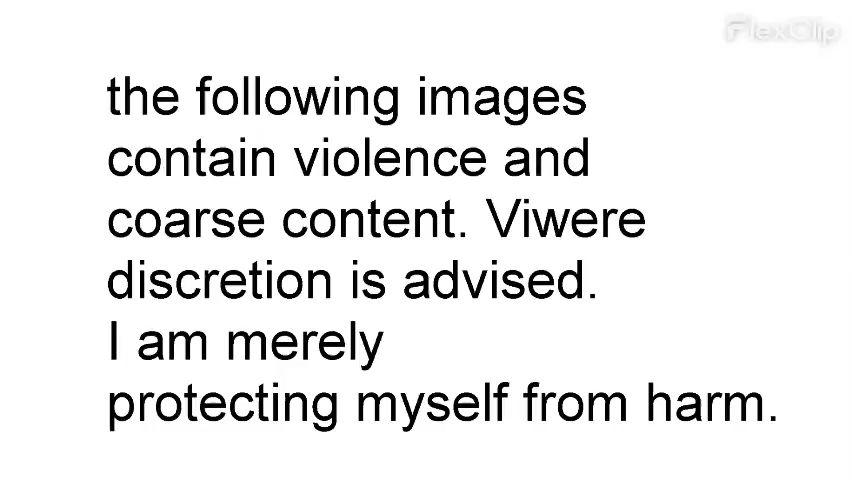 FlexClip
the following images
contain violence and
coarse content. Viwere
discretion is advised.
I am merely
protecting myself from harm.